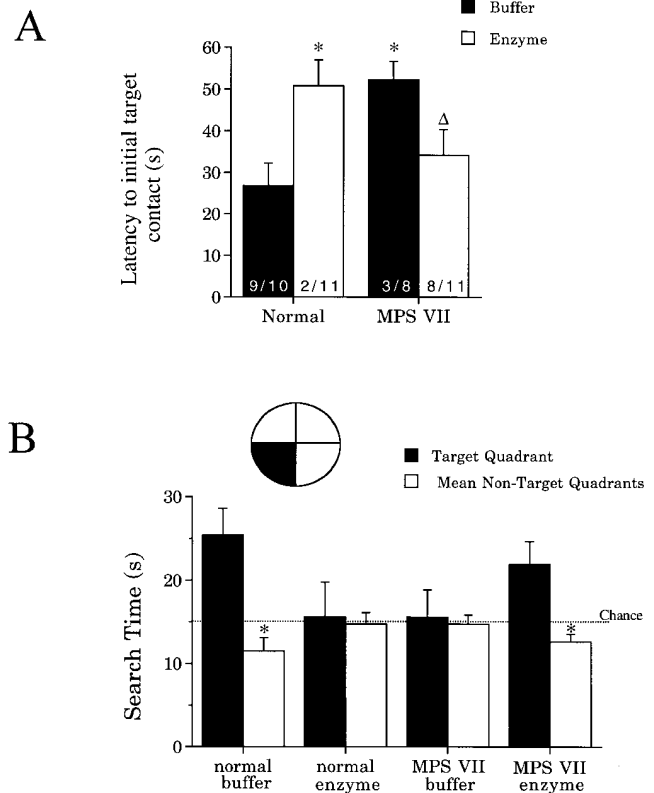 A
Buffer
Enzyme
Latency to initial target
contact (s)
60
50
40
30
20
10
0
*
*
Δ
9/10
2/11
3/8
8/11
Normal
MPS VII
B
Target Quadrant
Mean Non-Target Quadrants
Search Time (s)
30
20
10
0
Chance
*
*
normal
buffer
normal
enzyme
MPS VII
buffer
MPS VII
enzyme